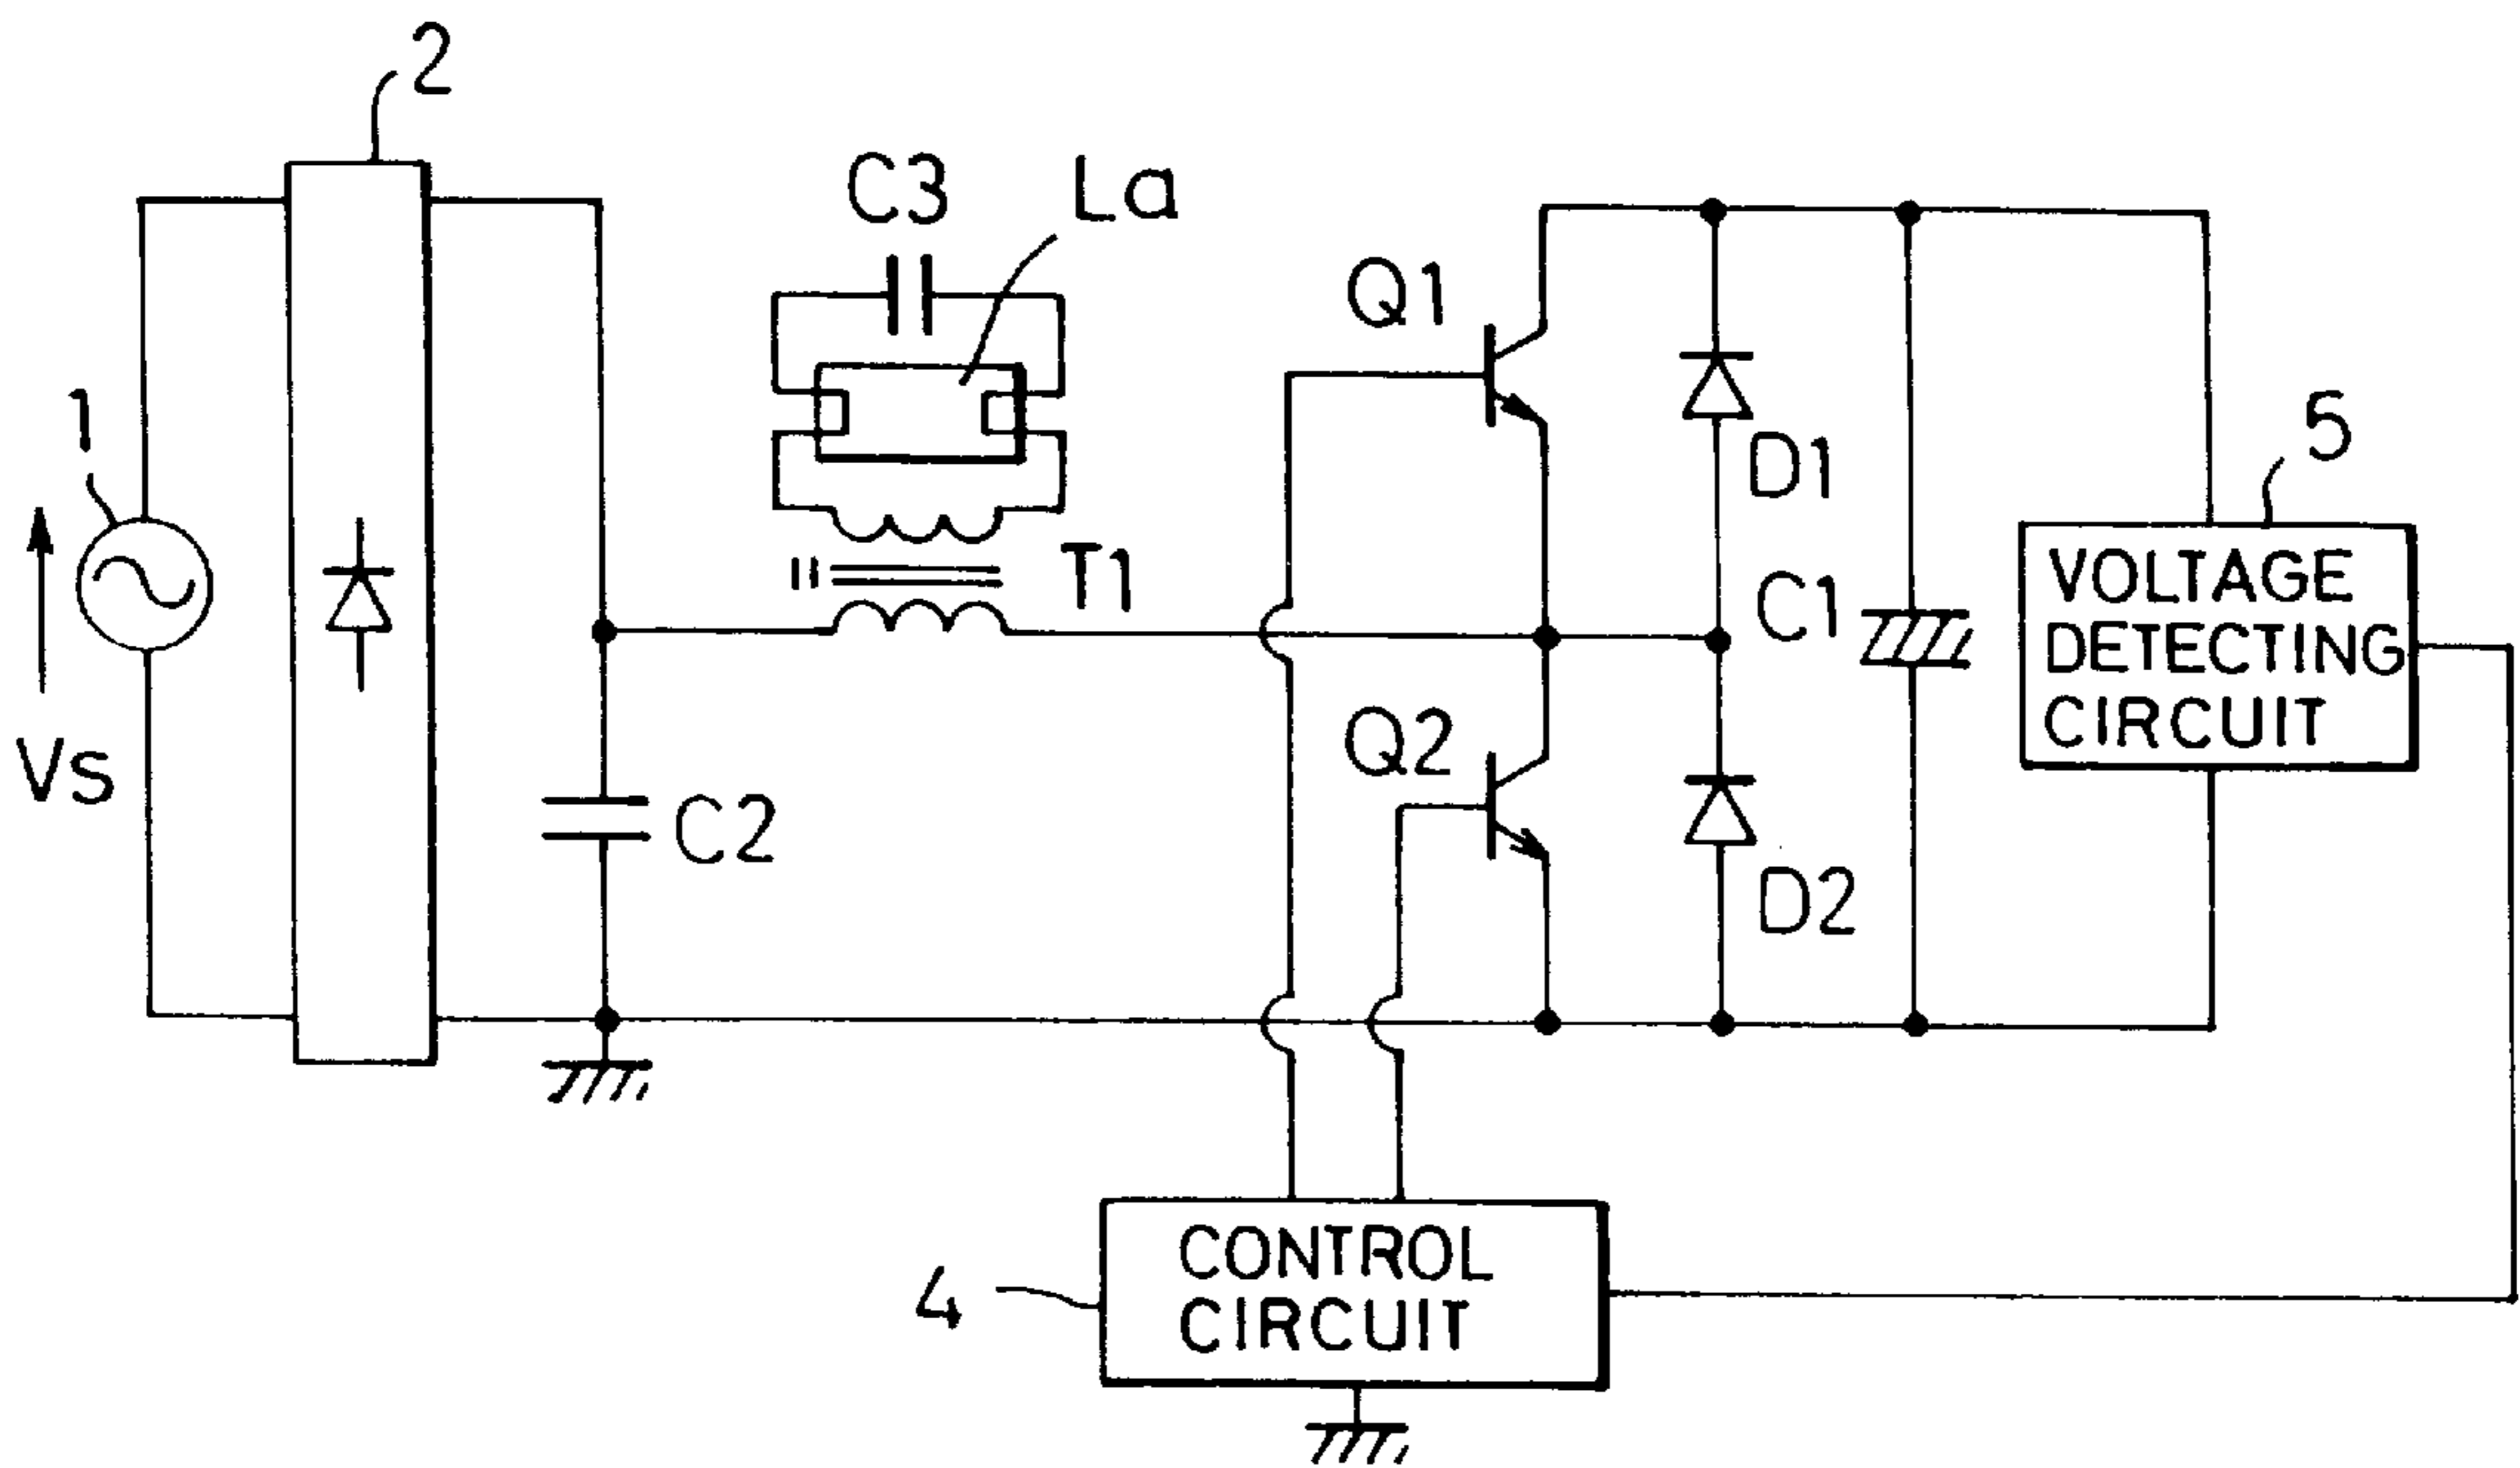 2
C3
La
Q1
1
D1
5
VOLTAGE
DETECTING
CIRCUIT
T1
C1
Vs
Q2
C2
D2
CONTROL
CIRCUIT
4